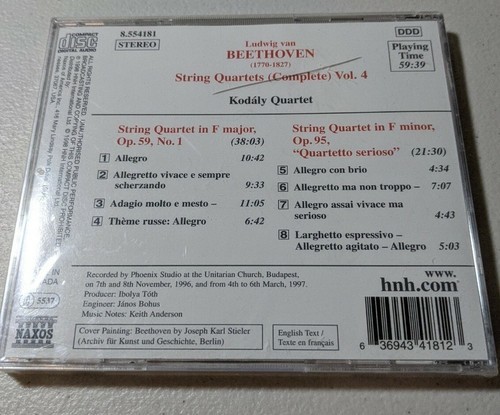 COMPACT
disc
DIGITAL AUDIO
8.554181
STEREO
Ludwig van
BEETHOVEN
(1770-1827)
String Quartets (Complete) Vol. 4
Kodály Quartet
DDD
Playing
Time
59:39
String Quartet in F major,
Op. 59, No. 1 (38:03)
1 Allegro 10:42
2 Allegretto vivace e sempre
scherzando 9:33
3 Adagio molto e mesto – 11:05
4 Thème russe: Allegro 6:42
String Quartet in F minor,
Op. 95,
“Quartetto serioso” (21:30)
5 Allegro con brio 4:34
6 Allegretto ma non troppo – 7:07
7 Allegro assai vivace ma
serioso 4:43
8 Larghetto espressivo –
Allegretto agitato – Allegro 5:03
Recorded by Phoenix Studio at the Unitarian Church, Budapest,
on 7th and 8th November, 1996, and from 4th to 6th March, 1997.
Producer: Ibolya Tóth
Engineer: János Bohus
Music Notes: Keith Anderson
Cover Painting: Beethoven by Joseph Karl Stieler
(Archiv für Kunst und Geschichte, Berlin)
English Text /
Texte en français
www.
hnh.com
6 36943 41812 3
5537
NAXOS